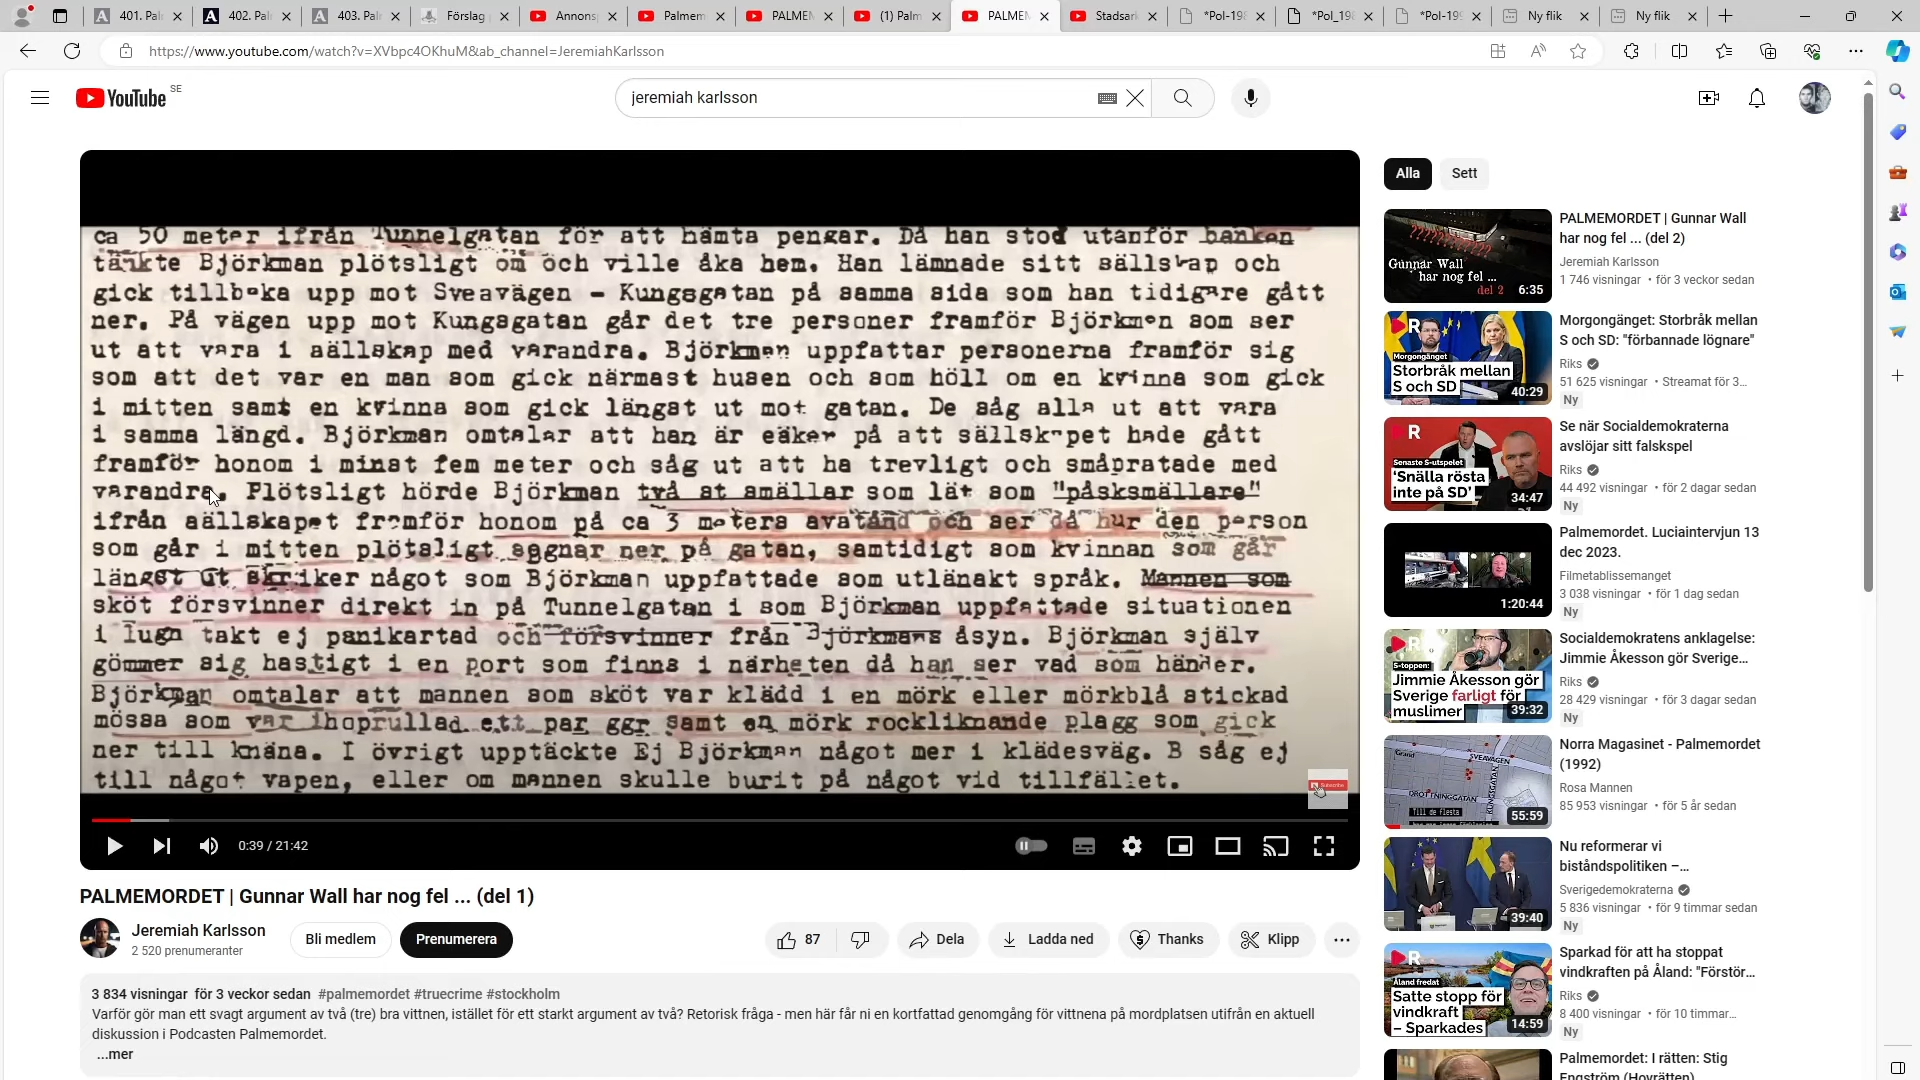 401. Pal
402. Pal
403. Pal
Förslag
Annons
Palmem
PALMEM
(1) Palm
PALMEM
Stadsar
*Pol-198
*Pol_198
*Pol-199
Ny flik
Ny flik
https://www.youtube.com/watch?v=XVbpc4OKhuM&ab_channel=JeremiahKarlsson
YouTube SE
jeremiah karlsson
ca 50 meter ifrån Tunnelgatan för att hämta pengar. Då han stod utanför banken
tänkte Björkman plötsligt om och ville åka hem. Han lämnade sitt sällskap och
gick tillbaka upp mot Sveavägen - Kungsgatan på samma sida som han tidigare gått
ner. På vägen upp mot Kungsgatan går det tre personer framför Björkman som ser
ut att vara i sällskap med varandra. Björkman uppfattar personerna framför sig
som att det var en man som gick närmast husen och som höll om en kvinna som gick
i mitten samt en kvinna som gick längst ut mot gatan. De såg alla ut att vara
i samma längd. Björkman omtalar att han är säker på att sällskapet hade gått
framför honom i minst fem meter och såg ut att ha trevligt och småpratade med
varandra. Plötsligt hörde Björkman två st smällar som lät som "påsksmällare"
ifrån sällskapet framför honom på ca 3 meters avstånd och ser då hur den person
som går i mitten plötsligt segnar ner på gatan, samtidigt som kvinnan som går
längst ut skriker något som Björkman uppfattade som utlänskt språk. Mannen som
sköt försvinner direkt in på Tunnelgatan i som Björkman uppfattade situationen
i lugn takt ej panikartad och försvinner från Björkmans åsyn. Björkman själv
gömmer sig hastigt i en port som finns i närheten då han ser vad som händer.
Björkman omtalar att mannen som sköt var klädd i en mörk eller mörkblå stickad
mössa som var ihoprullad ett par ggr samt en mörk rockliknande plagg som gick
ner till knäna. I övrigt upptäckte Ej Björkman något mer i klädesväg. B såg ej
till något vapen, eller om mannen skulle burit på något vid tillfället.
Subscribe
0:39 / 21:42
PALMEMORDET | Gunnar Wall har nog fel ... (del 1)
Jeremiah Karlsson
2 520 prenumeranter
Bli medlem
Prenumerera
87
Dela
Ladda ned
Thanks
Klipp
3 834 visningar för 3 veckor sedan #palmemordet #truecrime #stockholm
Varför gör man ett svagt argument av två (tre) bra vittnen, istället för ett starkt argument av två? Retorisk fråga - men här får ni en kortfattad genomgång för vittnena på mordplatsen utifrån en aktuell
diskussion i Podcasten Palmemordet.
...mer
Alla
Sett
????????????
Gunnar Wall
har nog fel ...
del 2
6:35
PALMEMORDET | Gunnar Wall
har nog fel ... (del 2)
Jeremiah Karlsson
1 746 visningar • för 3 veckor sedan
R
Morgongänget
Storbråk mellan
S och SD
40:29
Morgongänget: Storbråk mellan
S och SD: "förbannade lögnare"
Riks
51 625 visningar • Streamat för 3...
Ny
R
Senaste S-utspelet
'Snälla rösta
inte på SD'
34:47
Se när Socialdemokraterna
avslöjar sitt falskspel
Riks
44 492 visningar • för 2 dagar sedan
Ny
1:20:44
Palmemordet. Luciaintervjun 13
dec 2023.
Filmetablissemanget
3 038 visningar • för 1 dag sedan
Ny
R
S-toppen:
Jimmie Åkesson gör
Sverige farligt för
muslimer
39:32
Socialdemokratens anklagelse:
Jimmie Åkesson gör Sverige...
Riks
28 429 visningar • för 3 dagar sedan
Ny
Grand
SVEAVÄGEN
KUNGSGATAN
DROTTNINGGATAN
Till de flesta
55:59
Norra Magasinet - Palmemordet
(1992)
Rosa Mannen
85 953 visningar • för 5 år sedan
39:40
Nu reformerar vi
biståndspolitiken –...
Sverigedemokraterna
5 836 visningar • för 9 timmar sedan
Ny
R
Åland fredat
Satte stopp för
vindkraft
– Sparkades
14:59
Sparkad för att ha stoppat
vindkraften på Åland: "Förstör...
Riks
8 400 visningar • för 10 timmar...
Ny
Palmemordet: I rätten: Stig
Engström (Hovrätten)